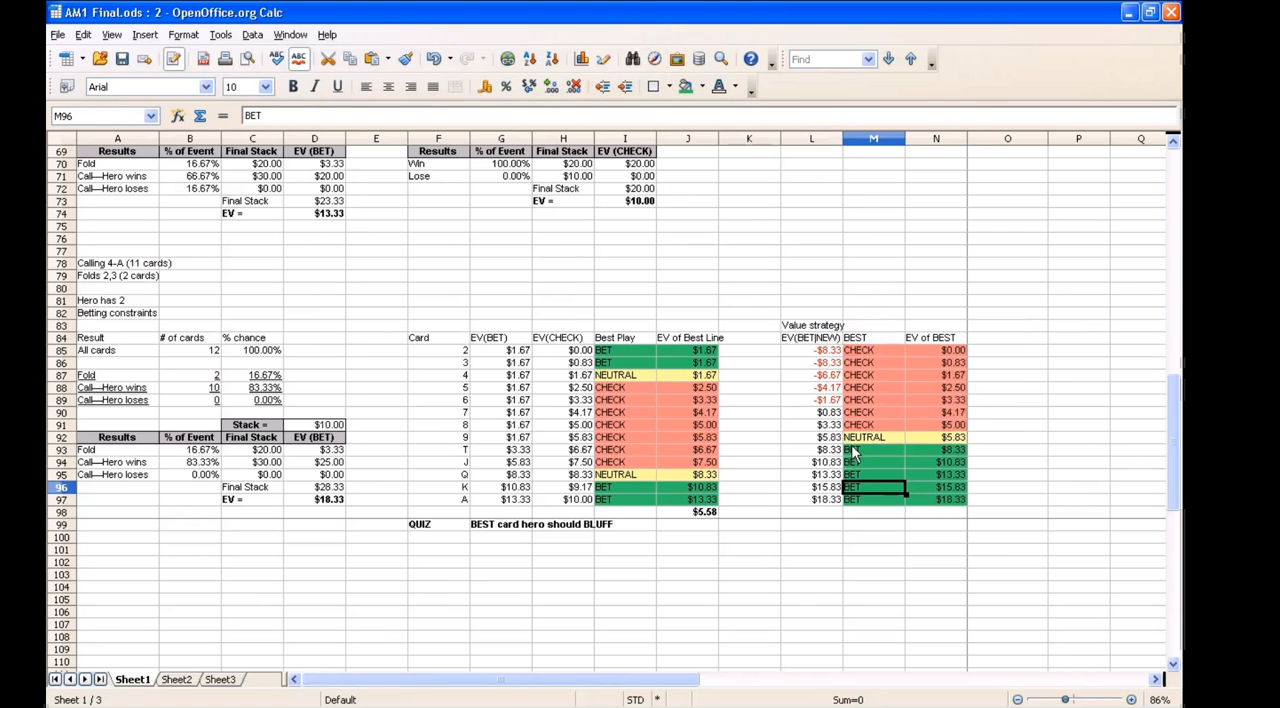 AM1 Final.ods : 2 - OpenOffice.org Calc
File Edit View Insert Format Tools Data Window Help
Find
Arial 10
M96 BET
A B C D E F G H I J K L M N O P Q
69 Results % of Event Final Stack EV (BET) Results % of Event Final Stack EV (CHECK)
70 Fold 16.67% $20.00 $3.33 Win 100.00% $20.00 $20.00
71 Call—Hero wins 66.67% $30.00 $20.00 Lose 0.00% $10.00 $0.00
72 Call—Hero loses 16.67% $0.00 $0.00 Final Stack $20.00
73 Final Stack $23.33 EV = $10.00
74 EV = $13.33
75
76
77
78 Calling 4-A (11 cards)
79 Folds 2,3 (2 cards)
80
81 Hero has 2
82 Betting constraints
83 Value strategy
84 Result # of cards % chance Card EV(BET) EV(CHECK) Best Play EV of Best Line EV(BET|NEW) BEST EV of BEST
85 All cards 12 100.00% 2 $1.67 $0.00 BET $1.67 -$8.33 CHECK $0.00
86 3 $1.67 $0.83 BET $1.67 -$8.33 CHECK $0.83
87 Fold 2 16.67% 4 $1.67 $1.67 NEUTRAL $1.67 -$6.67 CHECK $1.67
88 Call—Hero wins 10 83.33% 5 $1.67 $2.50 CHECK $2.50 -$4.17 CHECK $2.50
89 Call—Hero loses 0 0.00% 6 $1.67 $3.33 CHECK $3.33 -$1.67 CHECK $3.33
90 7 $1.67 $4.17 CHECK $4.17 $0.83 CHECK $4.17
91 Stack = $10.00 8 $1.67 $5.00 CHECK $5.00 $3.33 CHECK $5.00
92 Results % of Event Final Stack EV (BET) 9 $1.67 $5.83 CHECK $5.83 $5.83 NEUTRAL $5.83
93 Fold 16.67% $20.00 $3.33 T $3.33 $6.67 CHECK $6.67 $8.33 BET $8.33
94 Call—Hero wins 83.33% $30.00 $25.00 J $5.83 $7.50 CHECK $7.50 $10.83 BET $10.83
95 Call—Hero loses 0.00% $0.00 $0.00 Q $8.33 $8.33 NEUTRAL $8.33 $13.33 BET $13.33
96 Final Stack $28.33 K $10.83 $9.17 BET $10.83 $15.83 BET $15.83
97 EV = $18.33 A $13.33 $10.00 BET $13.33 $18.33 BET $18.33
98 $5.58
99 QUIZ BEST card hero should BLUFF
100
101
102
103
104
105
106
107
108
109
110
Sheet1 Sheet2 Sheet3
Sheet 1 / 3 Default STD * Sum=0 86%